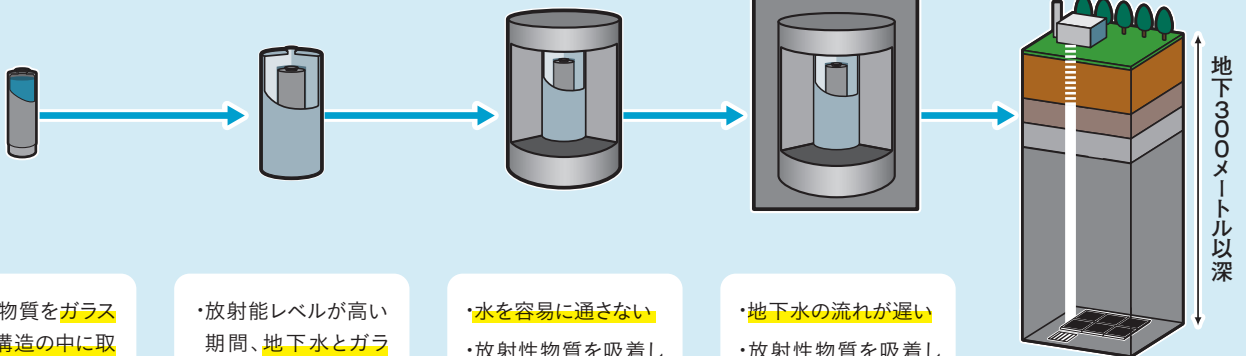 地下300メートル以深
物質をガラス
構造の中に取
・放射能レベルが高い
期間、地下水とガラ
・水を容易に通さない
・放射性物質を吸着し
・地下水の流れが遅い
・放射性物質を吸着し